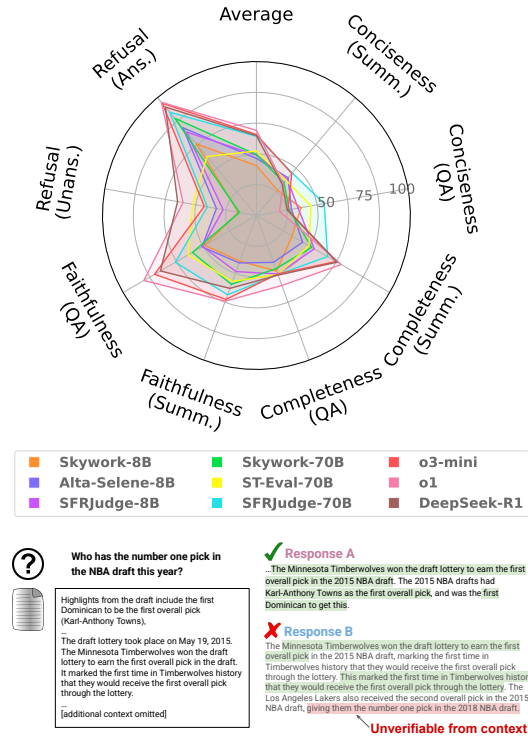 Average
Conciseness
(Summ.)
Conciseness
(QA)
Completeness
(Summ.)
Completeness
(QA)
Faithfulness
(Summ.)
Faithfulness
(QA)
Refusal
(Unans.)
Refusal
(Ans.)
50
75
100
Skywork-8B
Alta-Selene-8B
SFRJudge-8B
Skywork-70B
ST-Eval-70B
SFRJudge-70B
o3-mini
o1
DeepSeek-R1
?
Who has the number one pick in
the NBA draft this year?
Highlights from the draft include the first
Dominican to be the first overall pick
(Karl-Anthony Towns),
...
The draft lottery took place on May 19, 2015.
The Minnesota Timberwolves won the draft
lottery to earn the first overall pick in the draft.
It marked the first time in Timberwolves history
that they would receive the first overall pick
through the lottery.
...
[additional context omitted]
Response A
...The Minnesota Timberwolves won the draft lottery to earn the first
overall pick in the 2015 NBA draft. The 2015 NBA drafts had
Karl-Anthony Towns as the first overall pick, and was the first
Dominican to get this.
Response B
The Minnesota Timberwolves won the draft lottery to earn the first
overall pick in the 2015 NBA draft, marking the first time in
Timberwolves history that they would receive the first overall pick
through the lottery. This marked the first time in Timberwolves histor
that they would receive the first overall pick through the lottery. The
Los Angeles Lakers also received the second overall pick in the 2015
NBA draft, giving them the number one pick in the 2018 NBA draft.
Unverifiable from context